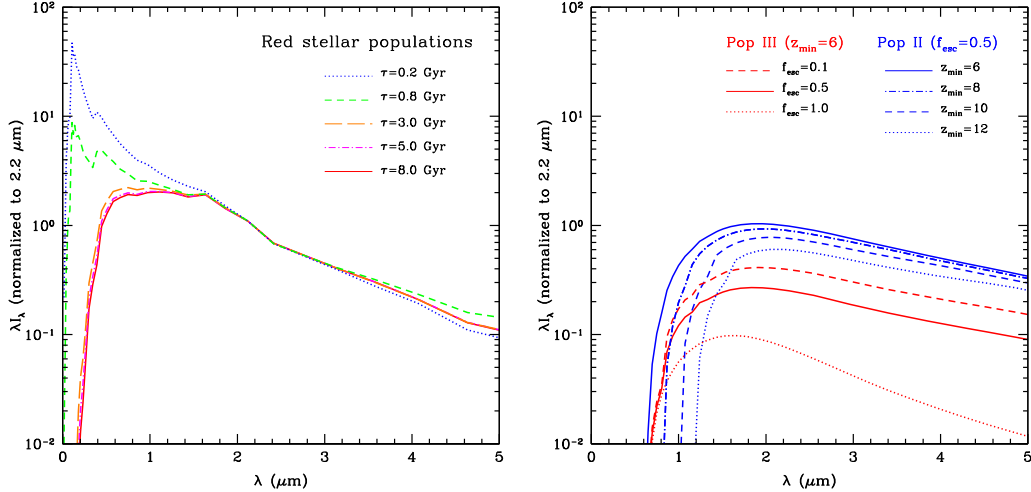 Red stellar populations
τ=0.2 Gyr
τ=0.8 Gyr
τ=3.0 Gyr
τ=5.0 Gyr
τ=8.0 Gyr
λI_λ (normalized to 2.2 μm)
10²
10¹
10⁰
10⁻¹
10⁻²
0 1 2 3 4 5
λ (μm)
Pop III (z_min=6)
f_esc=0.1
f_esc=0.5
f_esc=1.0
Pop II (f_esc=0.5)
z_min=6
z_min=8
z_min=10
z_min=12
λI_λ (normalized to 2.2 μm)
10²
10¹
10⁰
10⁻¹
10⁻²
0 1 2 3 4 5
λ (μm)